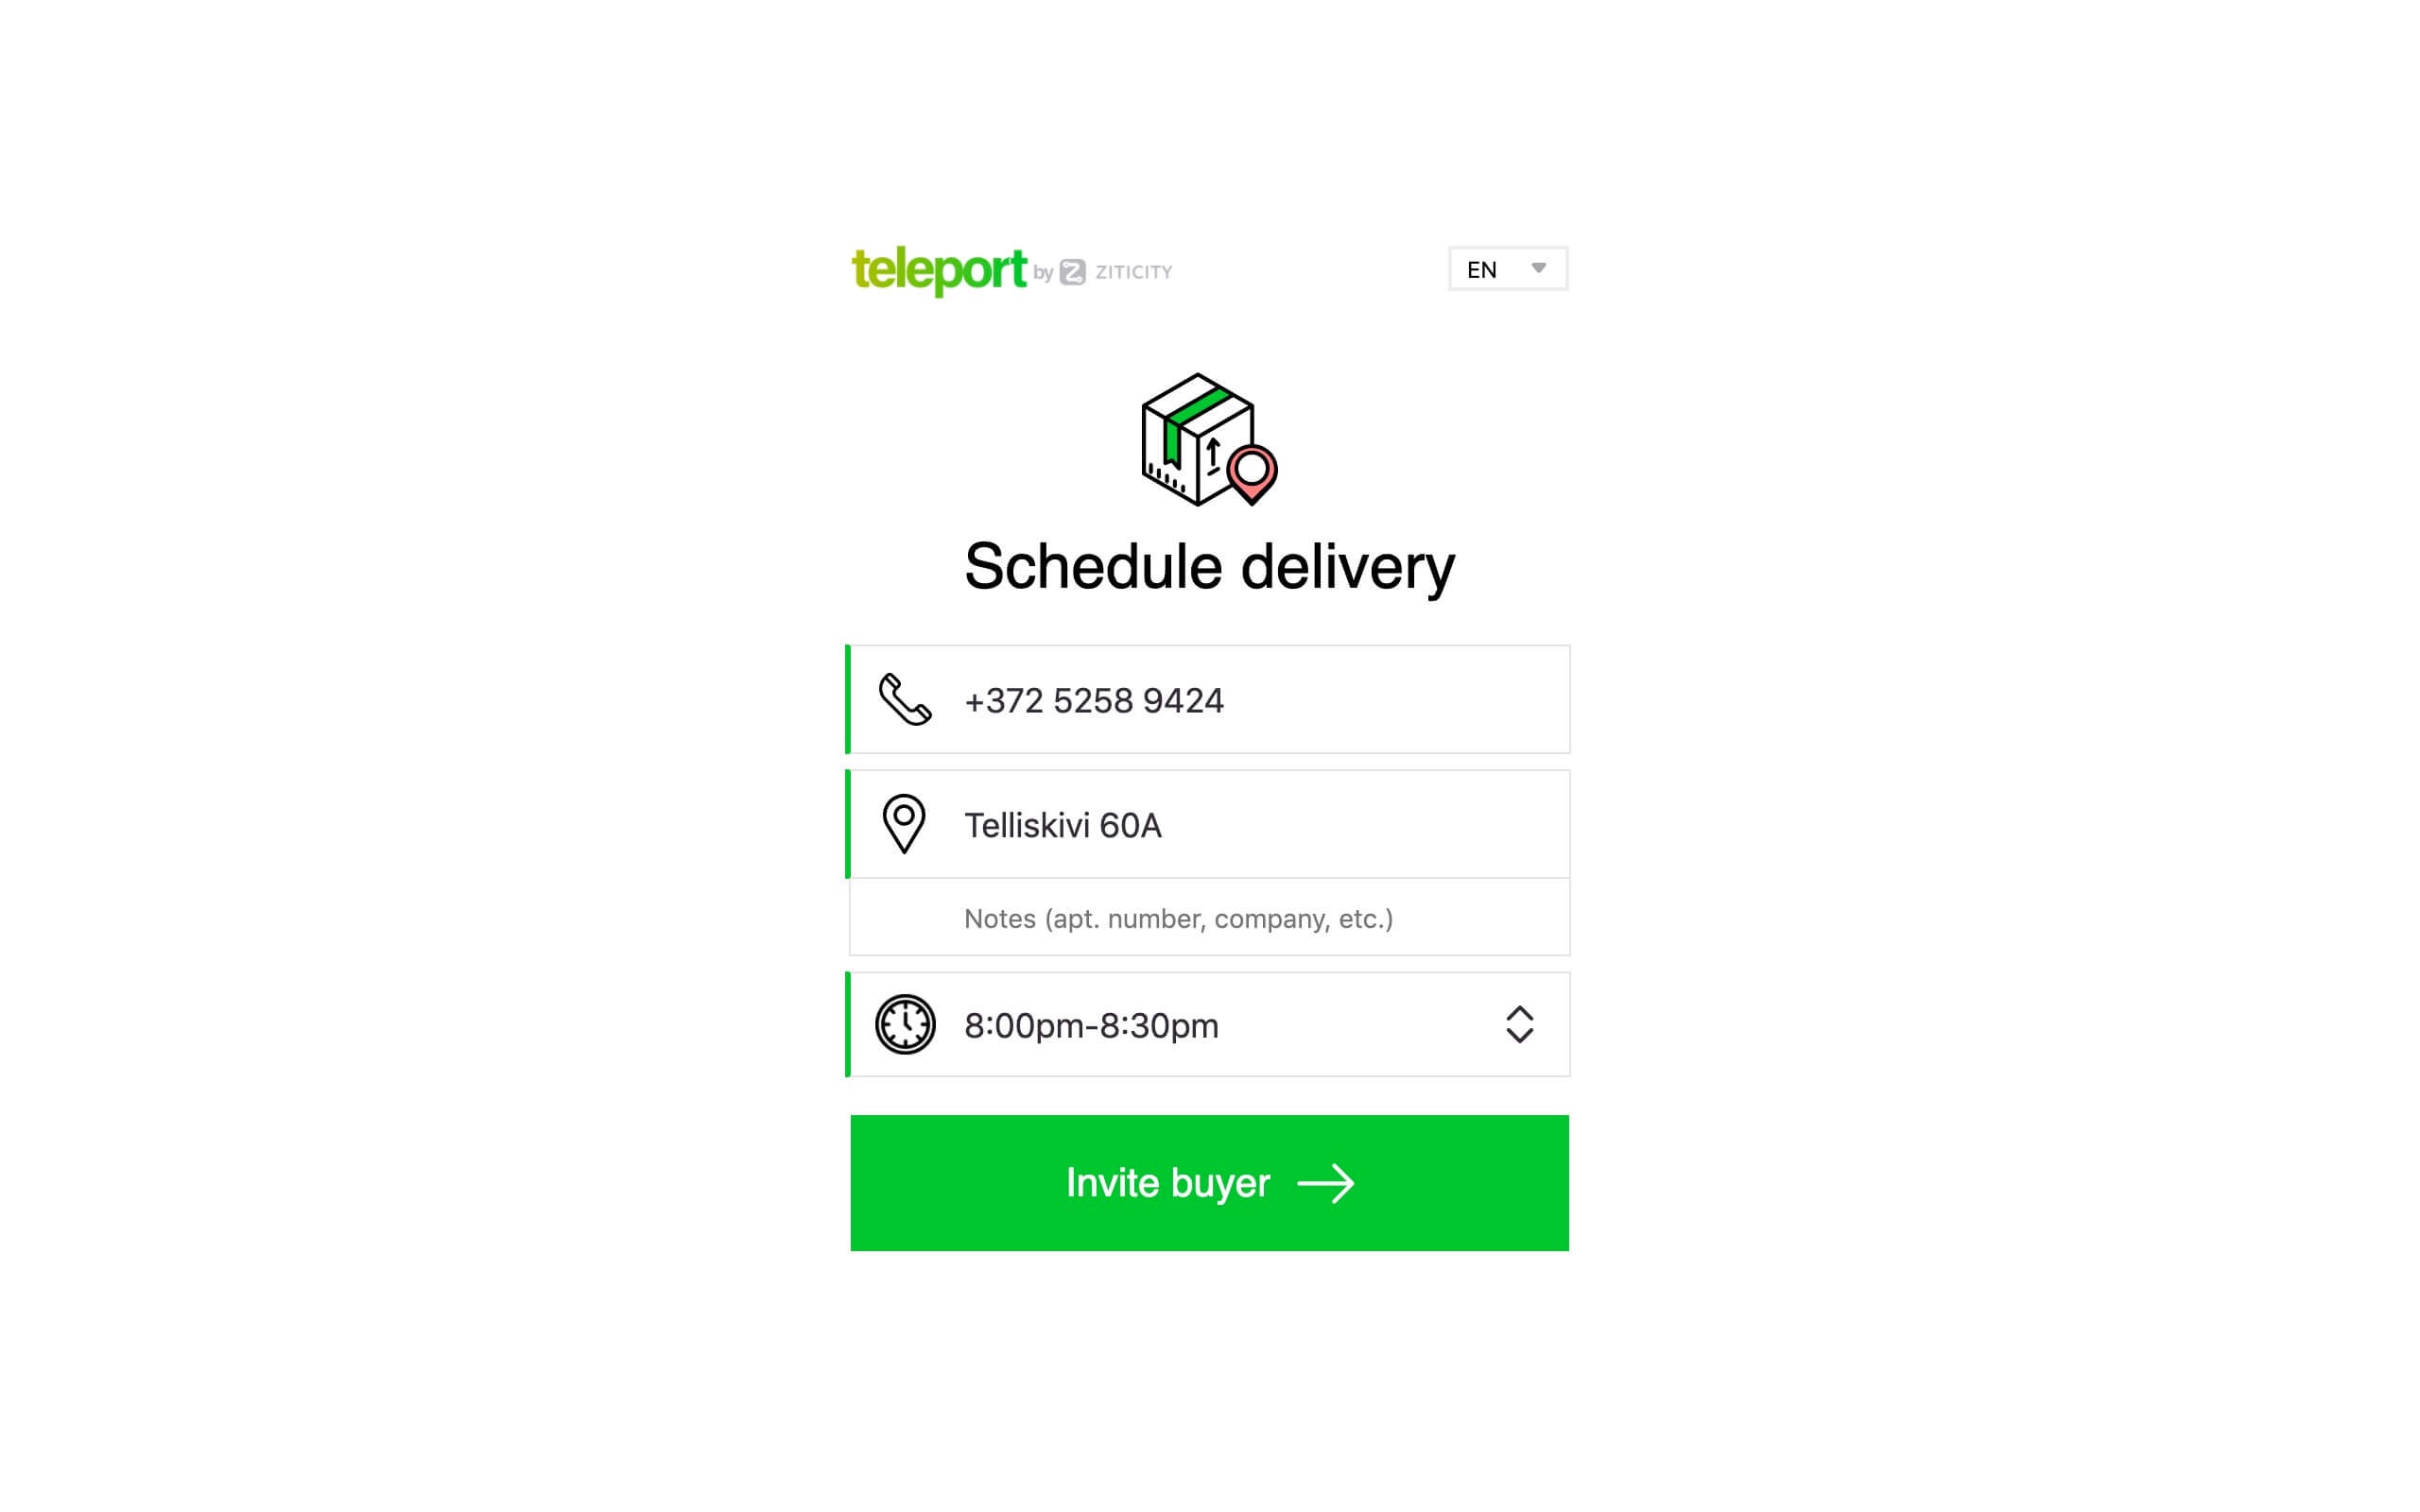 teleport by Z ZITICITY
EN
Schedule delivery
+372 5258 9424
Telliskivi 60A
Notes (apt. number, company, etc.)
8:00pm-8:30pm
Invite buyer